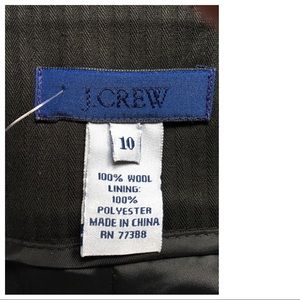 J.CREW
10
100% WOOL
LINING:
100%
POLYESTER
MADE IN CHINA
RN 77388